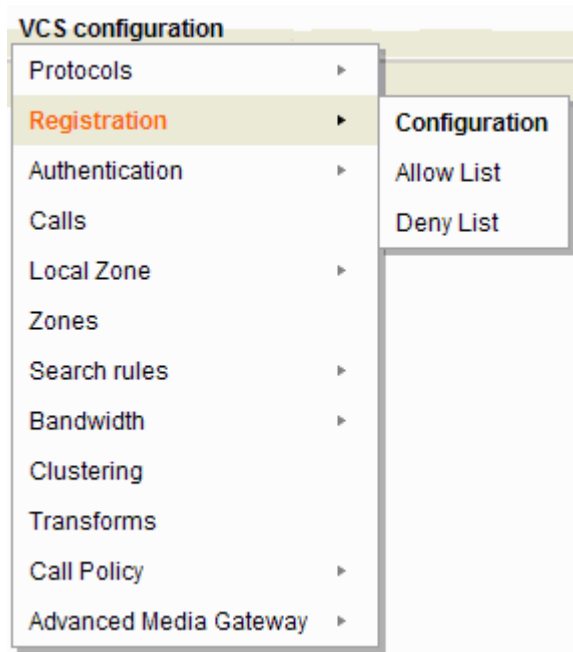 VCS configuration
Protocols
Registration
Configuration
Authentication
Allow List
Calls
Deny List
Local Zone
Zones
Search rules
Bandwidth
Clustering
Transforms
Call Policy
Advanced Media Gateway